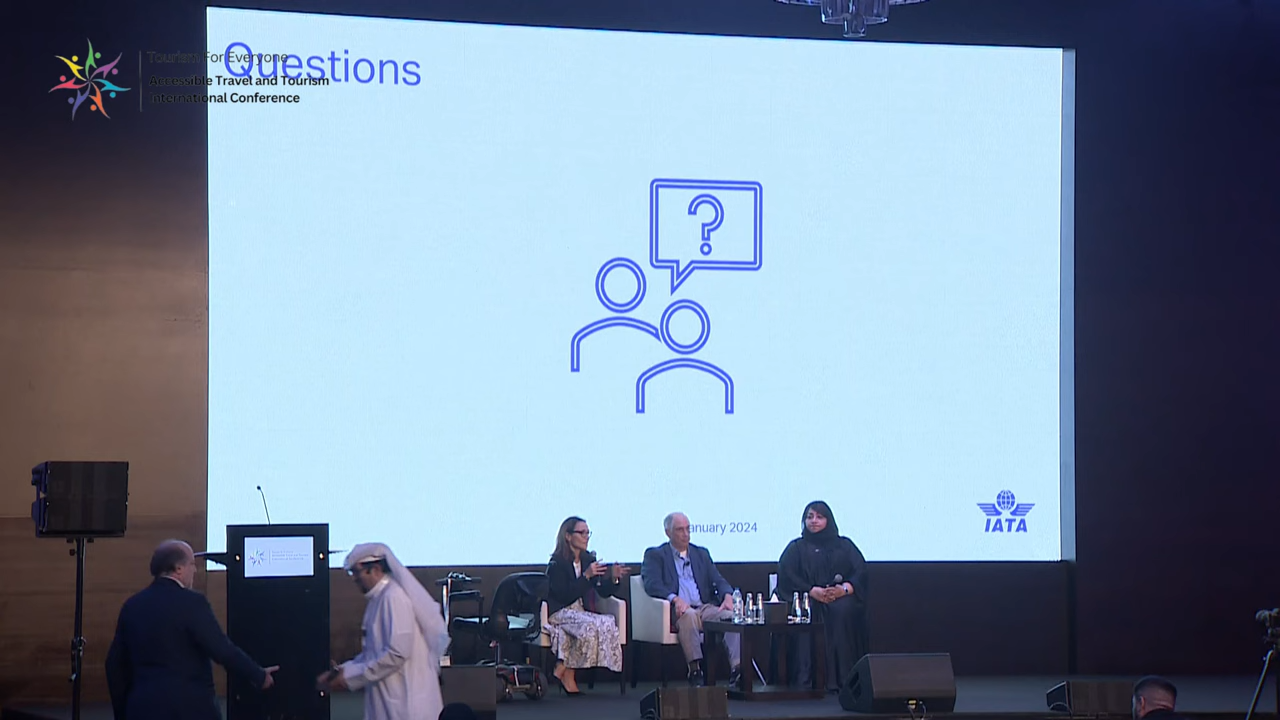 Questions
Tourism For Everyone
Accessible Travel and Tourism
International Conference
?
January 2024
IATA